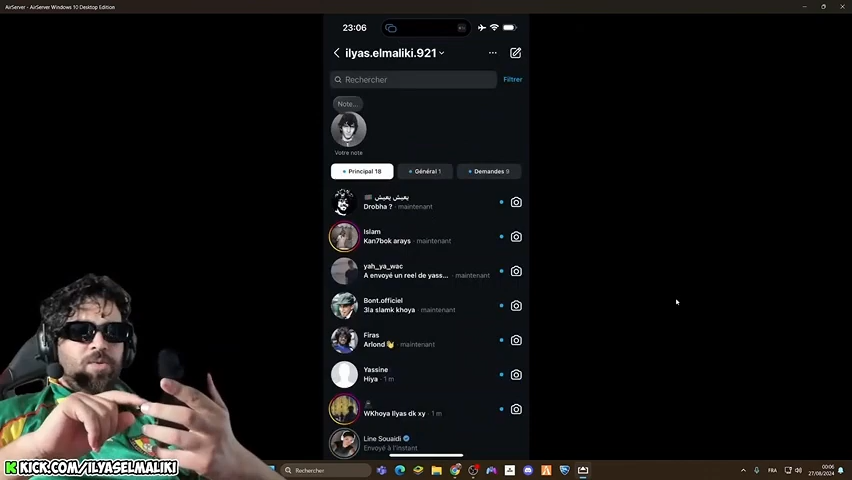 AirServer - AirServer Windows 10 Desktop Edition
23:06
ilyas.elmaliki.921
Rechercher
Filtrer
Note...
Votre note
Principal 18
Général 1
Demandes 9
يعيش يعيش
Drobha ? · maintenant
Islam
Kan7bok arays · maintenant
yah_ya_wac
A envoyé un reel de yass... · maintenant
Bont.officiel
3la slamk khoya · maintenant
Firas
Arlond 👋 · maintenant
Yassine
Hiya · 1 m
WKhoya Ilyas dk xy · 1 m
Line Souaidi
Envoyé à l'instant
KICK.COM/ILYASELMALIKI
Rechercher
FRA
00:06
27/08/2024